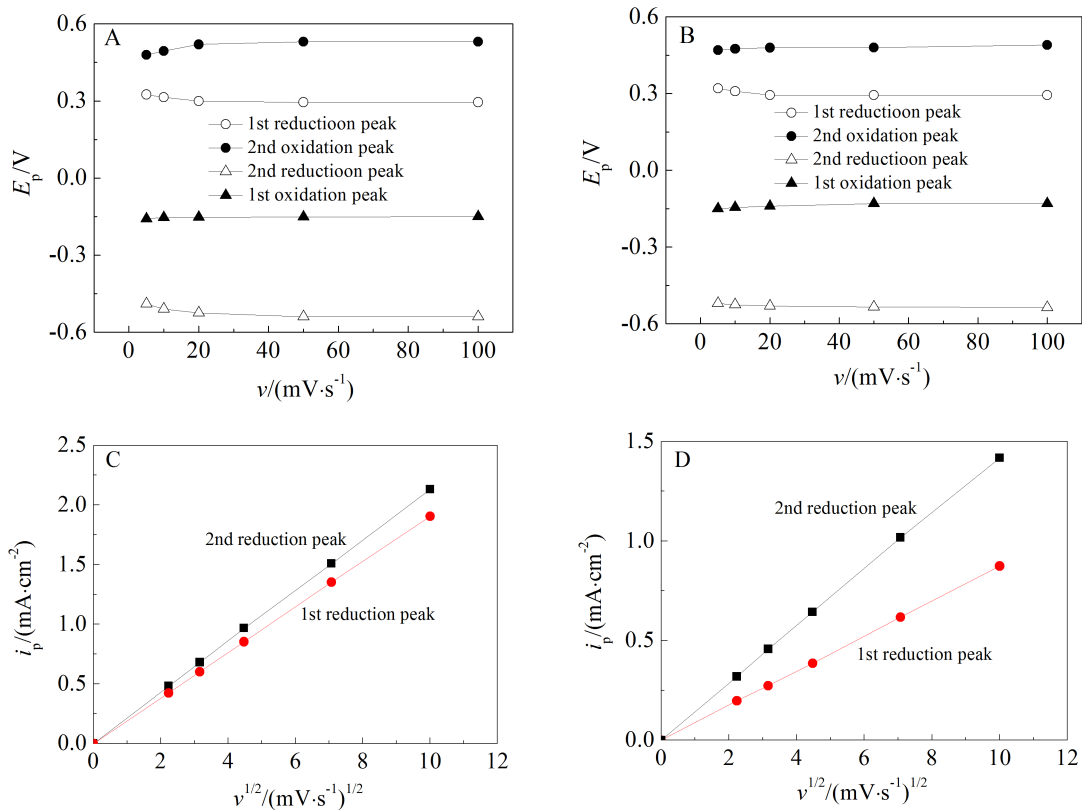 A
0.6
0.3
0.0
-0.3
-0.6
Ep/V
1st reductioon peak
2nd oxidation peak
2nd reductioon peak
1st oxidation peak
0 20 40 60 80 100
v/(mV·s-1)
B
0.6
0.3
0.0
-0.3
-0.6
Ep/V
1st reductioon peak
2nd oxidation peak
2nd reductioon peak
1st oxidation peak
0 20 40 60 80 100
v/(mV·s-1)
C
2.5
2.0
1.5
1.0
0.5
0.0
ip/(mA·cm-2)
2nd reduction peak
1st reduction peak
0 2 4 6 8 10 12
v1/2/(mV·s-1)1/2
D
1.5
1.0
0.5
0.0
ip/(mA·cm-2)
2nd reduction peak
1st reduction peak
0 2 4 6 8 10 12
v1/2/(mV·s-1)1/2